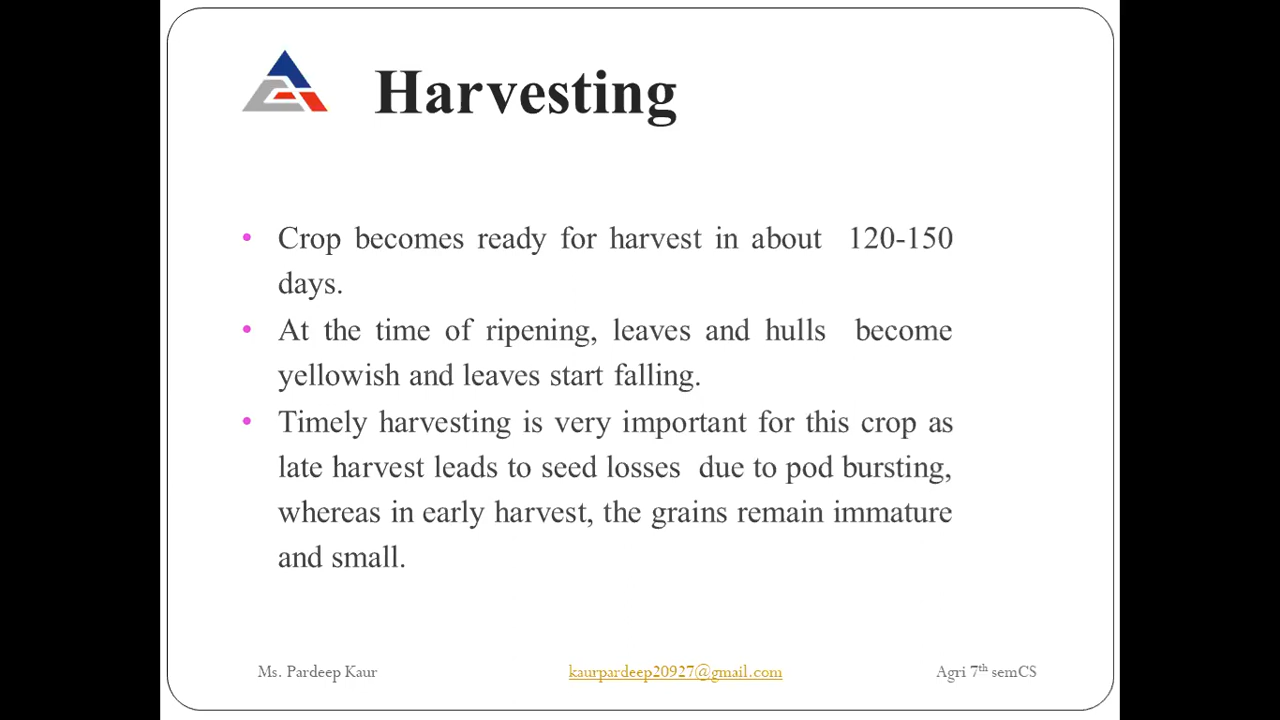 Harvesting
• Crop becomes ready for harvest in about 120-150
days.
• At the time of ripening, leaves and hulls become
yellowish and leaves start falling.
• Timely harvesting is very important for this crop as
late harvest leads to seed losses due to pod bursting,
whereas in early harvest, the grains remain immature
and small.
Ms. Pardeep Kaur kaurpardeep20927@gmail.com Agri 7th semCS